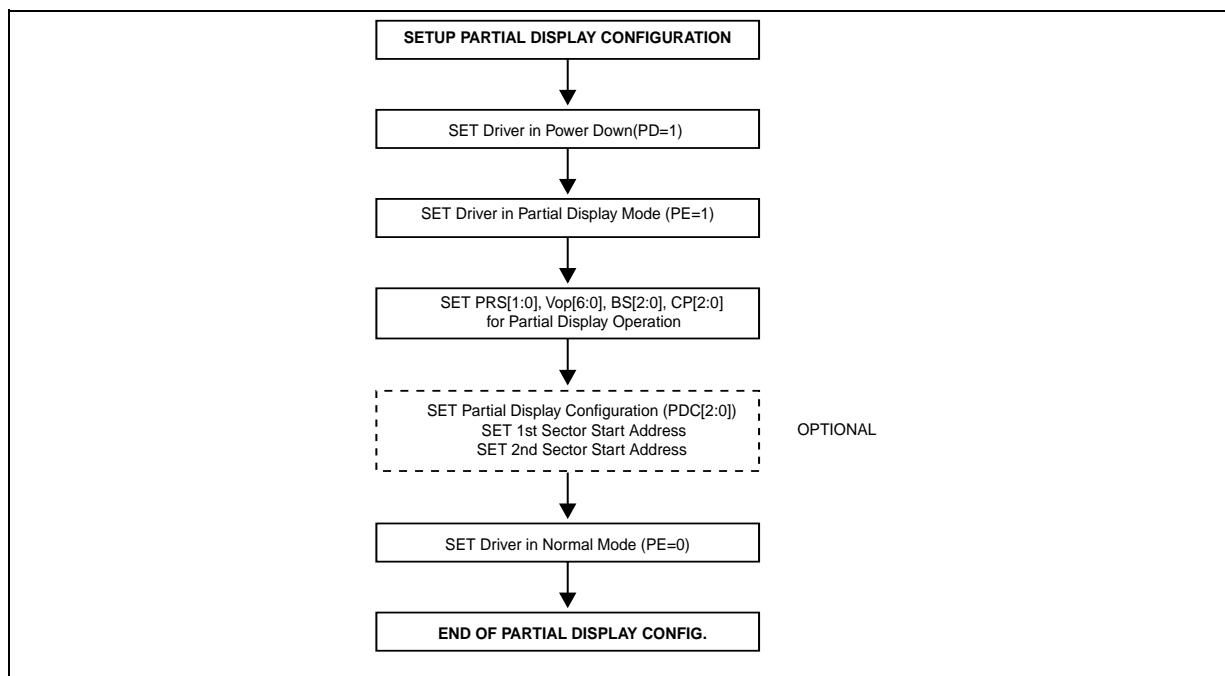 SETUP PARTIAL DISPLAY CONFIGURATION
SET Driver in Power Down(PD=1)
SET Driver in Partial Display Mode (PE=1)
SET PRS[1:0], Vop[6:0], BS[2:0], CP[2:0]
for Partial Display Operation
SET Partial Display Configuration (PDC[2:0])
SET 1st Sector Start Address
SET 2nd Sector Start Address
OPTIONAL
SET Driver in Normal Mode (PE=0)
END OF PARTIAL DISPLAY CONFIG.